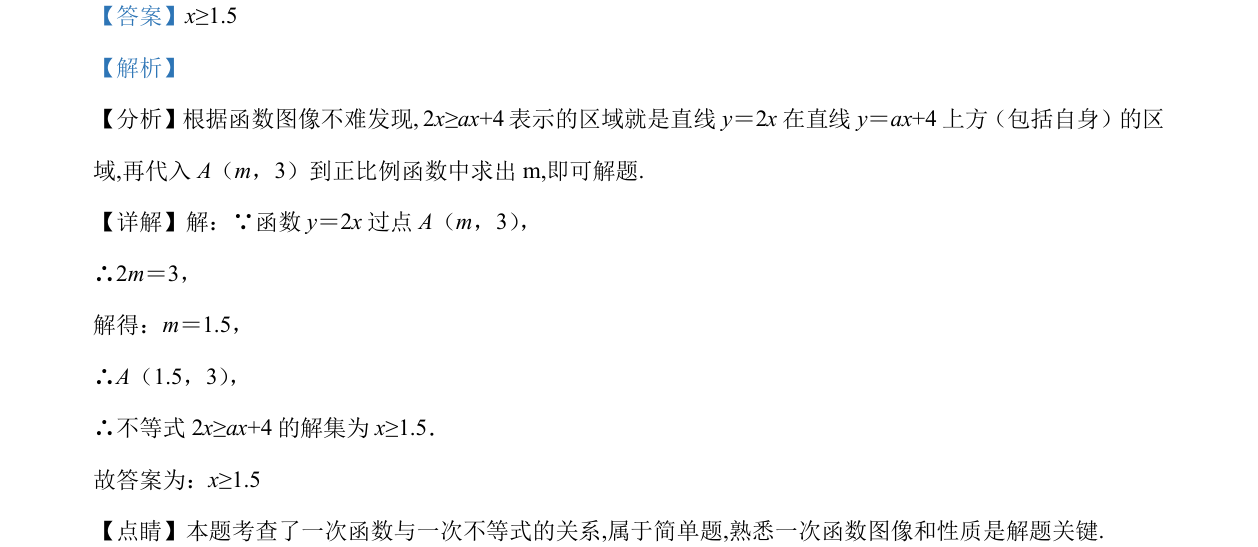 【答案】x≥1.5
【解析】
【分析】根据函数图像不难发现, 2x≥ax+4 表示的区域就是直线 y＝2x 在直线 y＝ax+4 上方（包括自身）的区
域,再代入 A（m，3）到正比例函数中求出 m,即可解题.
【详解】解：∵函数 y＝2x 过点 A（m，3），
∴2m＝3，
解得：m＝1.5，
∴A（1.5，3），
∴不等式 2x≥ax+4 的解集为 x≥1.5．
故答案为：x≥1.5
【点睛】本题考查了一次函数与一次不等式的关系,属于简单题,熟悉一次函数图像和性质是解题关键.